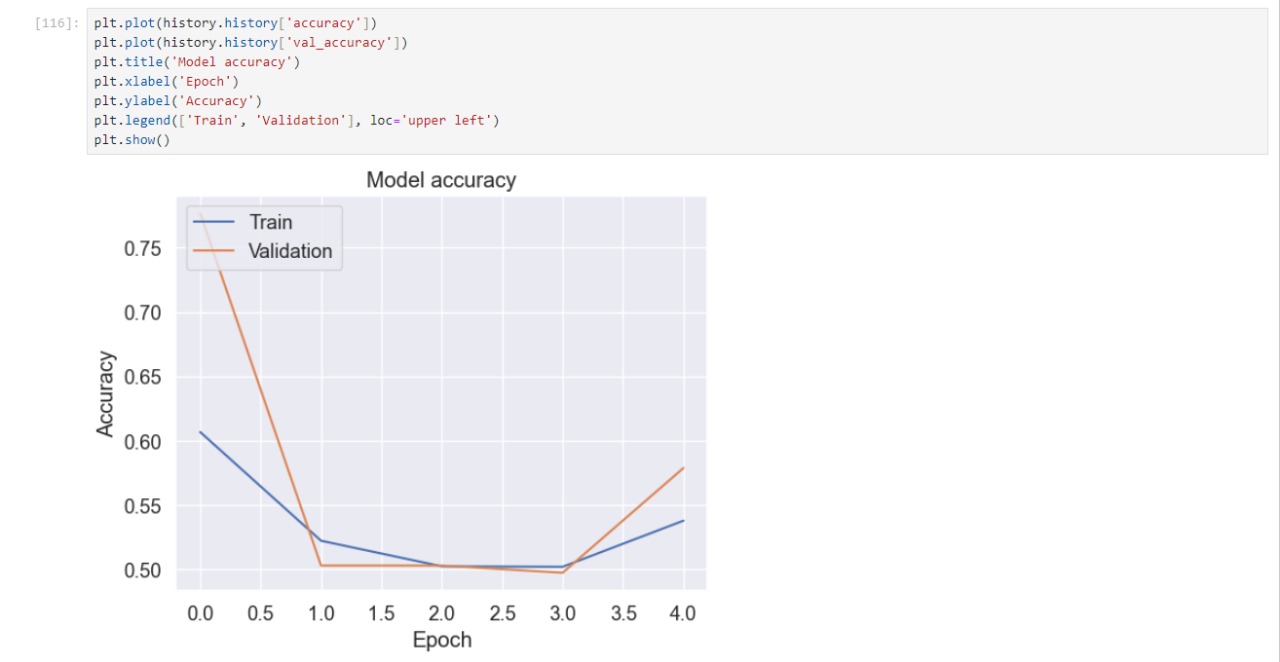 [116]: plt.plot(history.history['accuracy'])
plt.plot(history.history['val_accuracy'])
plt.title('Model accuracy')
plt.xlabel('Epoch')
plt.ylabel('Accuracy')
plt.legend(['Train', 'Validation'], loc='upper left')
plt.show()
Model accuracy
Train
Validation
0.75
0.70
0.65
0.60
0.55
0.50
Accuracy
0.0 0.5 1.0 1.5 2.0 2.5 3.0 3.5 4.0
Epoch